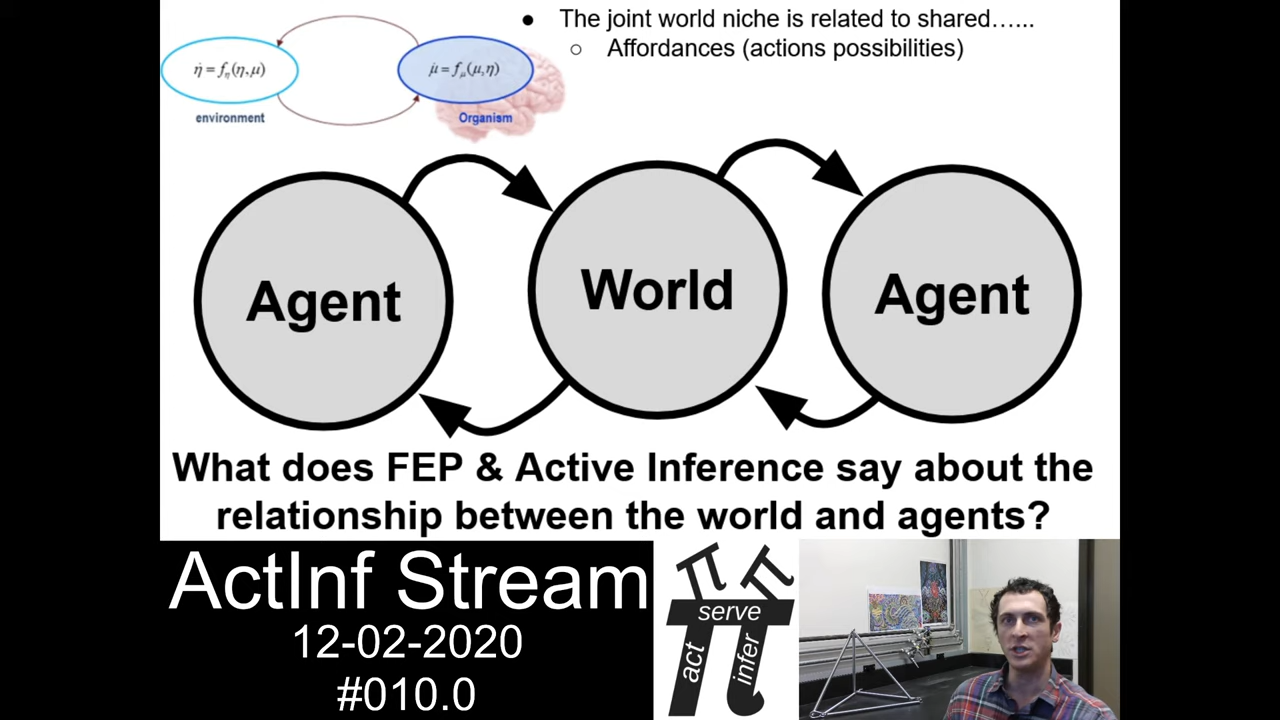 ● The joint world niche is related to shared…...
○ Affordances (actions possibilities)
η̇ = fη(η,μ)
μ̇ = fμ(μ,η)
environment
Organism
Agent
World
Agent
What does FEP & Active Inference say about the
relationship between the world and agents?
ActInf Stream
12-02-2020
#010.0
serve
act
infer